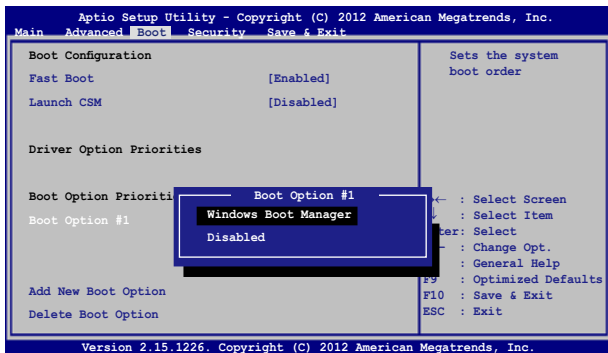 Aptio Setup Utility - Copyright (C) 2012 American Megatrends, Inc.
Main Advanced Boot Security Save & Exit
Boot Configuration
Fast Boot [Enabled]
Launch CSM [Disabled]
Driver Option Priorities
Boot Option Prioriti
Boot Option #1
Boot Option #1
Windows Boot Manager
Disabled
Add New Boot Option
Delete Boot Option
Sets the system
boot order
→← : Select Screen
↓ : Select Item
ter: Select
— : Change Opt.
: General Help
F9 : Optimized Defaults
F10 : Save & Exit
ESC : Exit
Version 2.15.1226. Copyright (C) 2012 American Megatrends, Inc.